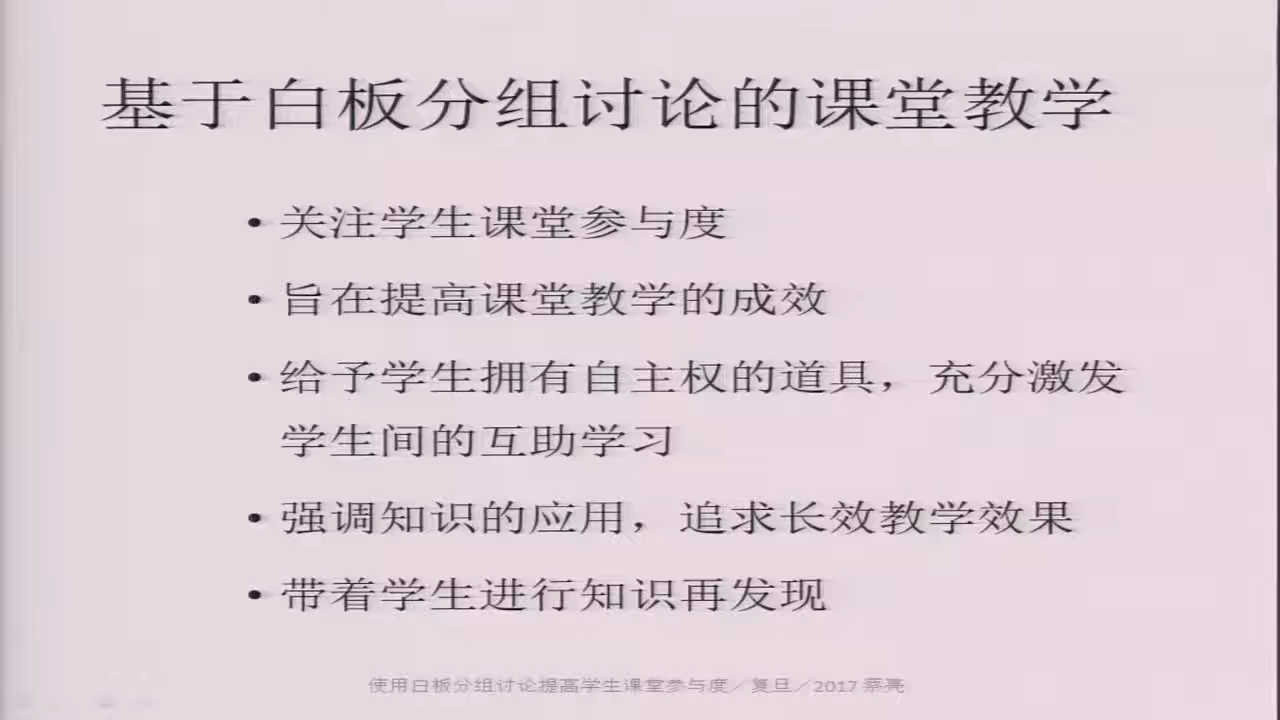 基于白板分组讨论的课堂教学
• 关注学生课堂参与度
• 旨在提高课堂教学的成效
• 给予学生拥有自主权的道具，充分激发
学生间的互助学习
• 强调知识的应用，追求长效教学效果
• 带着学生进行知识再发现
使用白板分组讨论提高学生课堂参与度／复旦／2017 蔡亮